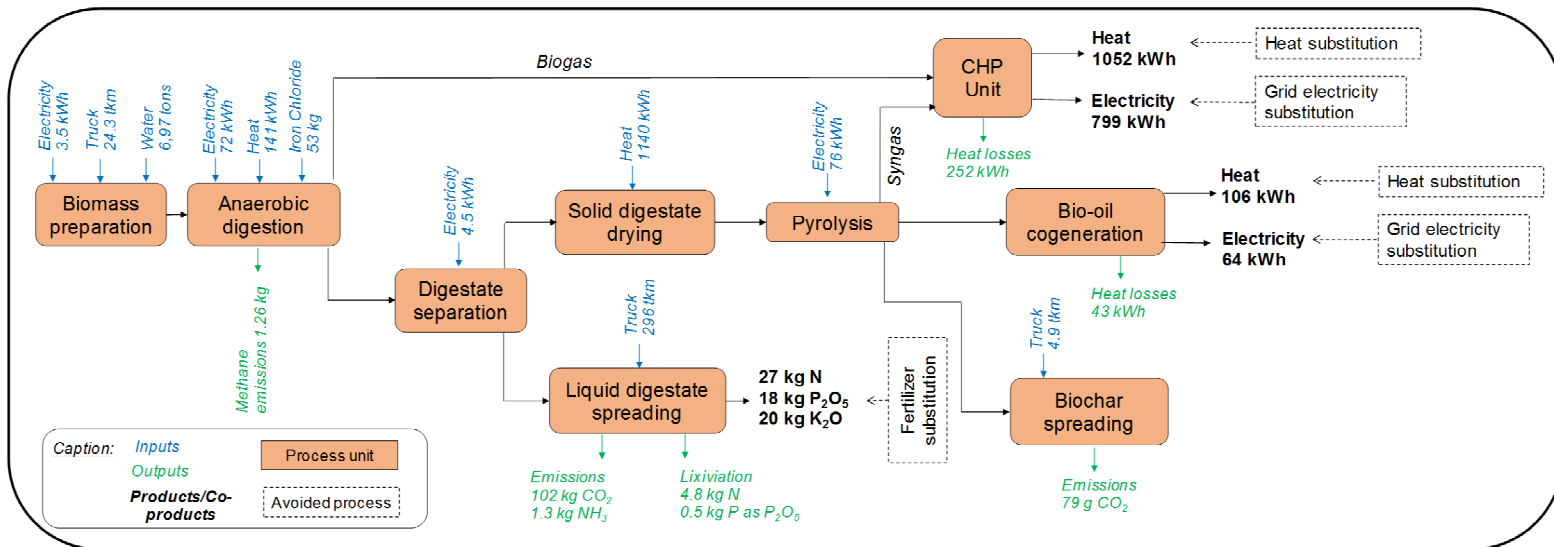 Electricity
3.5 kWh
Truck
24.3 tkm
Water
6,97 tons
Electricity
72 kWh
Heat
141 kWh
Iron Chloride
53 kg
Biomass
preparation
Anaerobic
digestion
Methane
emissions 1.26 kg
Biogas
Electricity
4.5 kWh
Digestate
separation
Heat
1140 kWh
Solid digestate
drying
Electricity
76 kWh
Pyrolysis
Syngas
CHP
Unit
Heat losses
252 kWh
Heat
1052 kWh
Heat substitution
Electricity
799 kWh
Grid electricity
substitution
Bio-oil
cogeneration
Heat losses
43 kWh
Heat
106 kWh
Heat substitution
Electricity
64 kWh
Grid electricity
substitution
Truck
296 tkm
Liquid digestate
spreading
27 kg N
18 kg P₂O₅
20 kg K₂O
Fertilizer
substitution
Emissions
102 kg CO₂
1.3 kg NH₃
Lixiviation
4.8 kg N
0.5 kg P as P₂O₅
Truck
4.9 tkm
Biochar
spreading
Emissions
79 g CO₂
Caption:
Inputs
Outputs
Products/Co-
products
Process unit
Avoided process